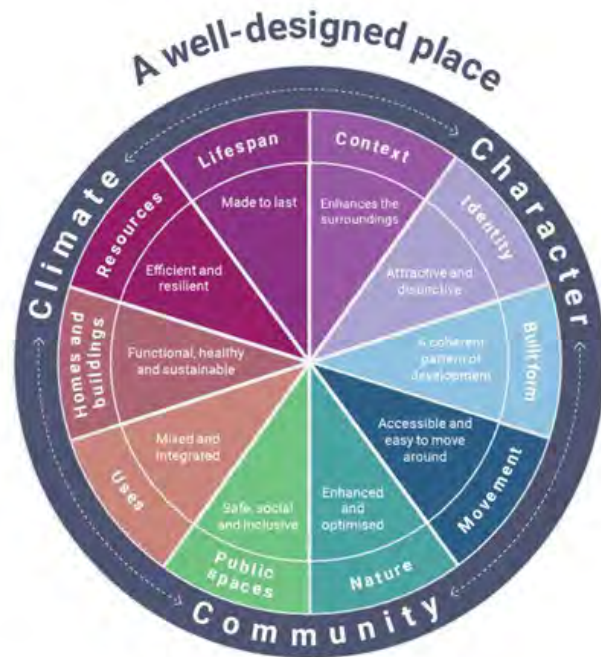 A well-designed place
Climate
Character
Community
Context
Enhances the
surroundings
Identity
Attractive and
distinctive
Built form
A coherent
pattern of
development
Movement
Accessible and
easy to move
around
Nature
Enhanced
and
optimised
Public
spaces
Safe, social
and inclusive
Uses
Mixed and
integrated
Homes and
buildings
Functional, healthy
and sustainable
Resources
Efficient and
resilient
Lifespan
Made to last